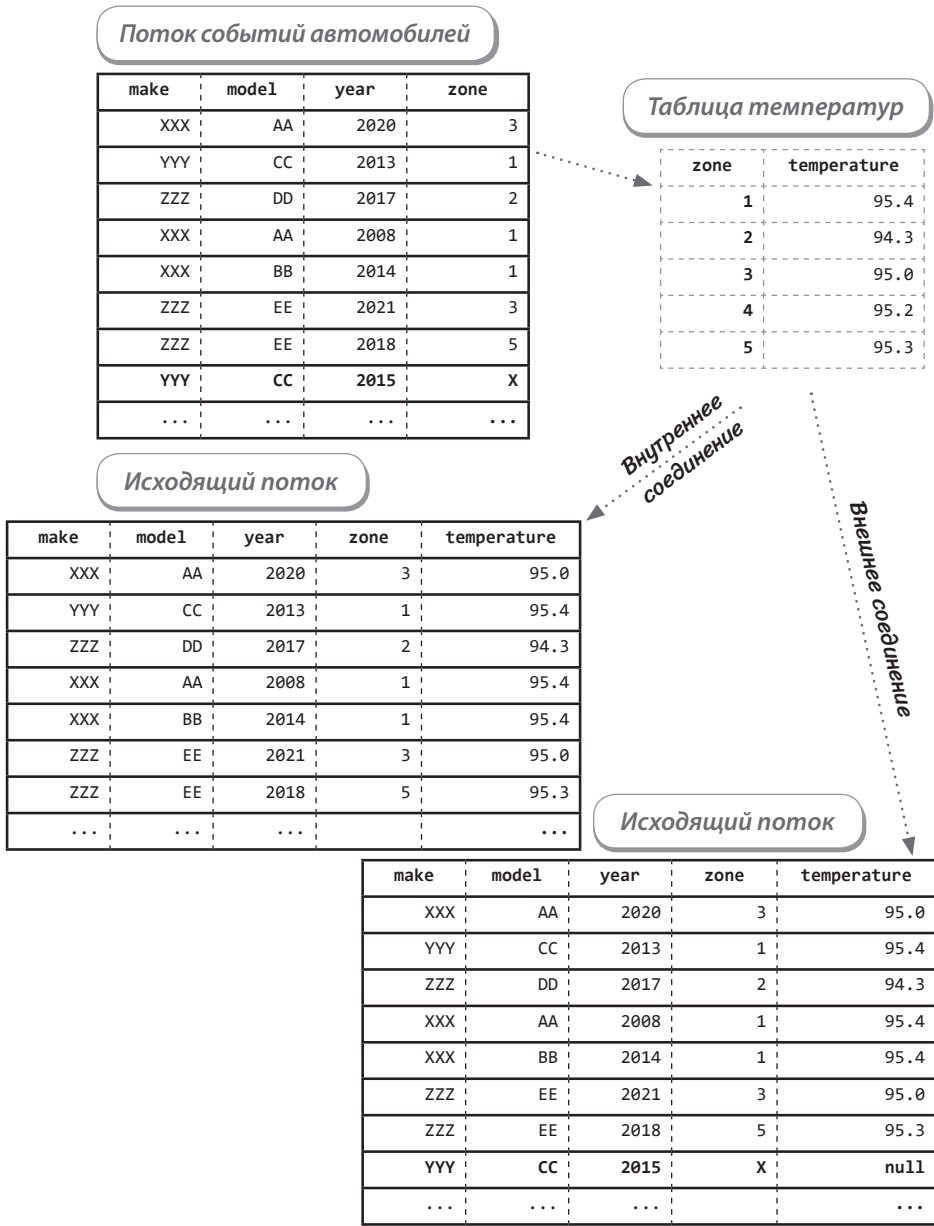 Поток событий автомобилей
make model year zone
XXX AA 2020 3
YYY CC 2013 1
ZZZ DD 2017 2
XXX AA 2008 1
XXX BB 2014 1
ZZZ EE 2021 3
ZZZ EE 2018 5
YYY CC 2015 X
... ... ... ...
Таблица температур
zone temperature
1 95.4
2 94.3
3 95.0
4 95.2
5 95.3
Внутреннее
соединение
Внешнее соединение
Исходящий поток
make model year zone temperature
XXX AA 2020 3 95.0
YYY CC 2013 1 95.4
ZZZ DD 2017 2 94.3
XXX AA 2008 1 95.4
XXX BB 2014 1 95.4
ZZZ EE 2021 3 95.0
ZZZ EE 2018 5 95.3
... ... ... ...
Исходящий поток
make model year zone temperature
XXX AA 2020 3 95.0
YYY CC 2013 1 95.4
ZZZ DD 2017 2 94.3
XXX AA 2008 1 95.4
XXX BB 2014 1 95.4
ZZZ EE 2021 3 95.0
ZZZ EE 2018 5 95.3
YYY CC 2015 X null
... ... ... ...